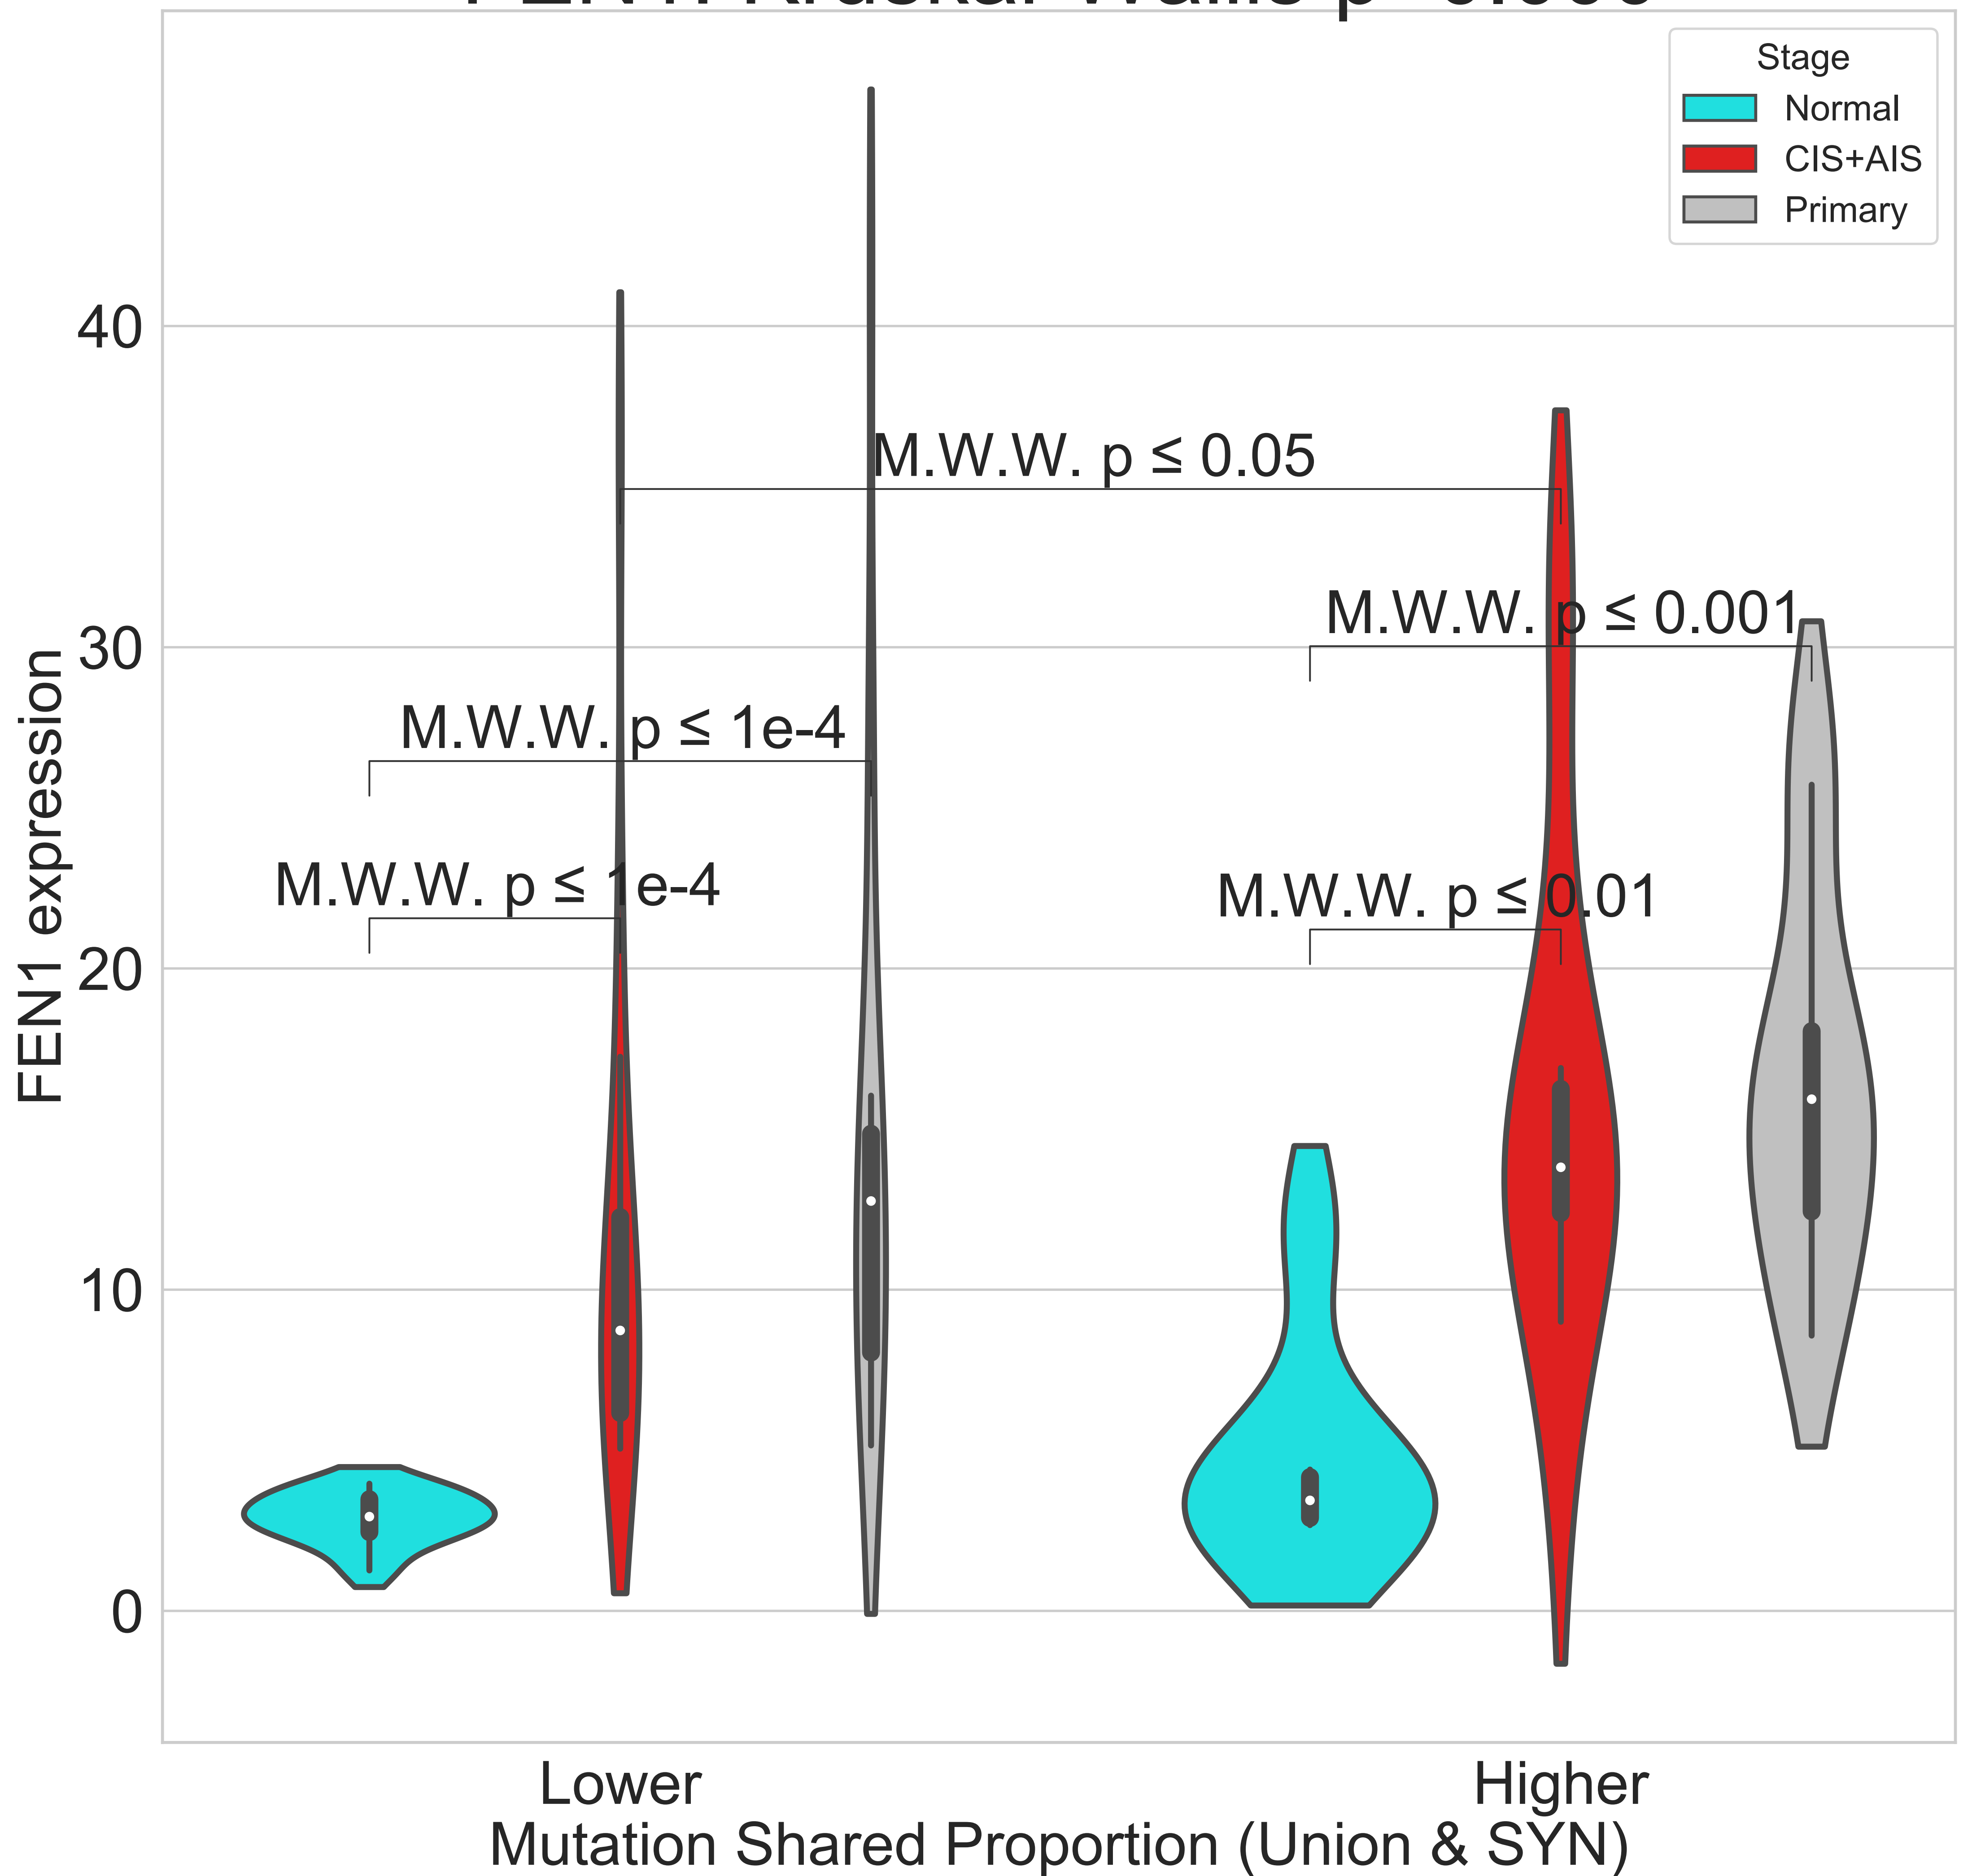 Stage
Normal
CIS+AIS
Primary
40
30
20
10
0
FEN1 expression
M.W.W. p ≤ 0.05
M.W.W. p ≤ 0.001
M.W.W. p ≤ 1e-4
M.W.W. p ≤ 1e-4
M.W.W. p ≤ 0.01
Lower
Higher
Mutation Shared Proportion (Union & SYN)